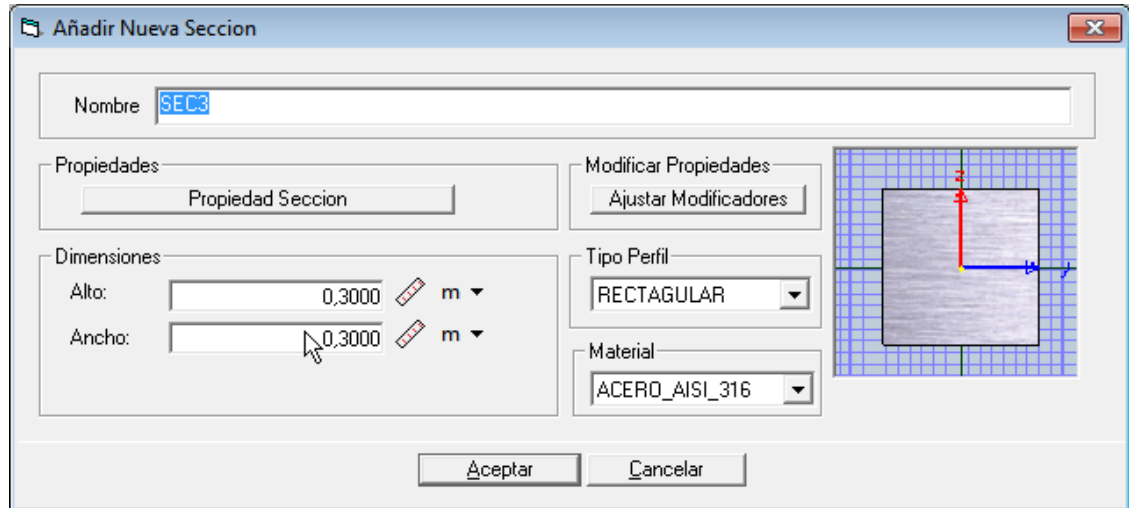 Añadir Nueva Seccion
Nombre SEC3
Propiedades
Propiedad Seccion
Modificar Propiedades
Ajustar Modificadores
Dimensiones
Alto: 0,3000 m
Ancho: 0,3000 m
Tipo Perfil
RECTAGULAR
Material
ACERO_AISI_316
z
y
Aceptar Cancelar